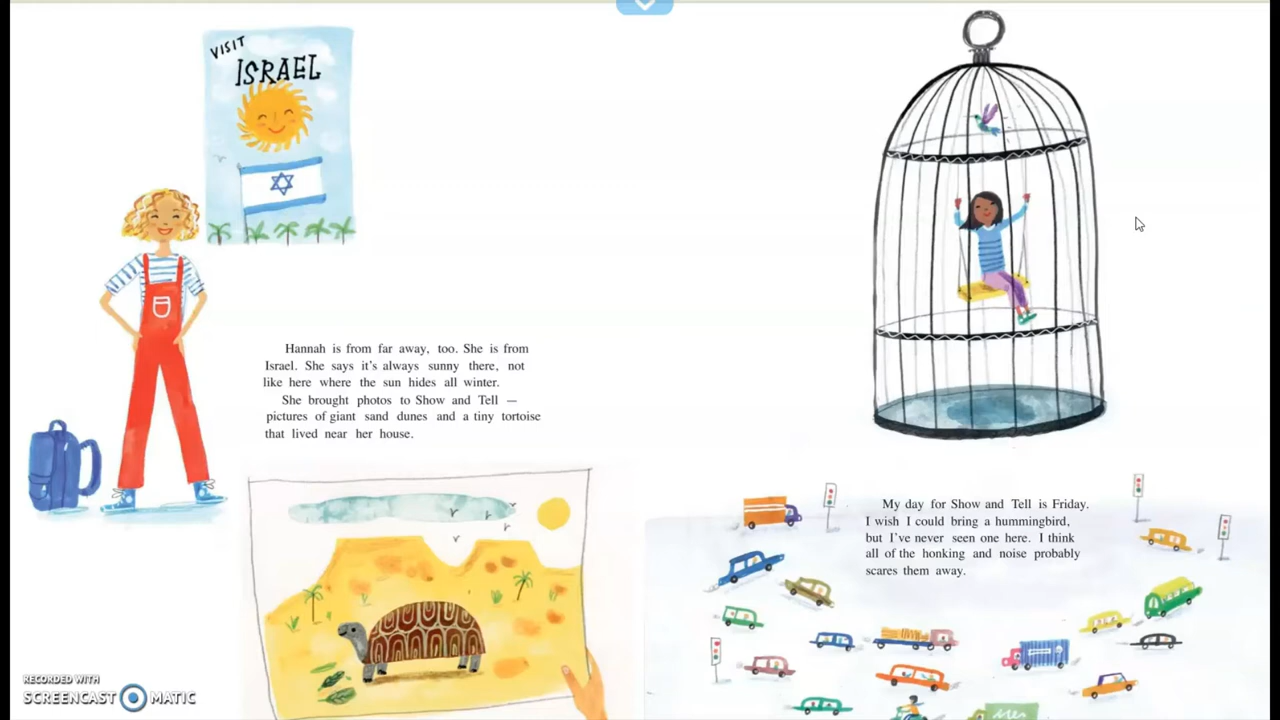 VISIT
ISRAEL
Hannah is from far away, too. She is from
Israel. She says it's always sunny there, not
like here where the sun hides all winter.
She brought photos to Show and Tell —
pictures of giant sand dunes and a tiny tortoise
that lived near her house.
My day for Show and Tell is Friday.
I wish I could bring a hummingbird,
but I've never seen one here. I think
all of the honking and noise probably
scares them away.
RECORDED WITH
SCREENCAST MATIC